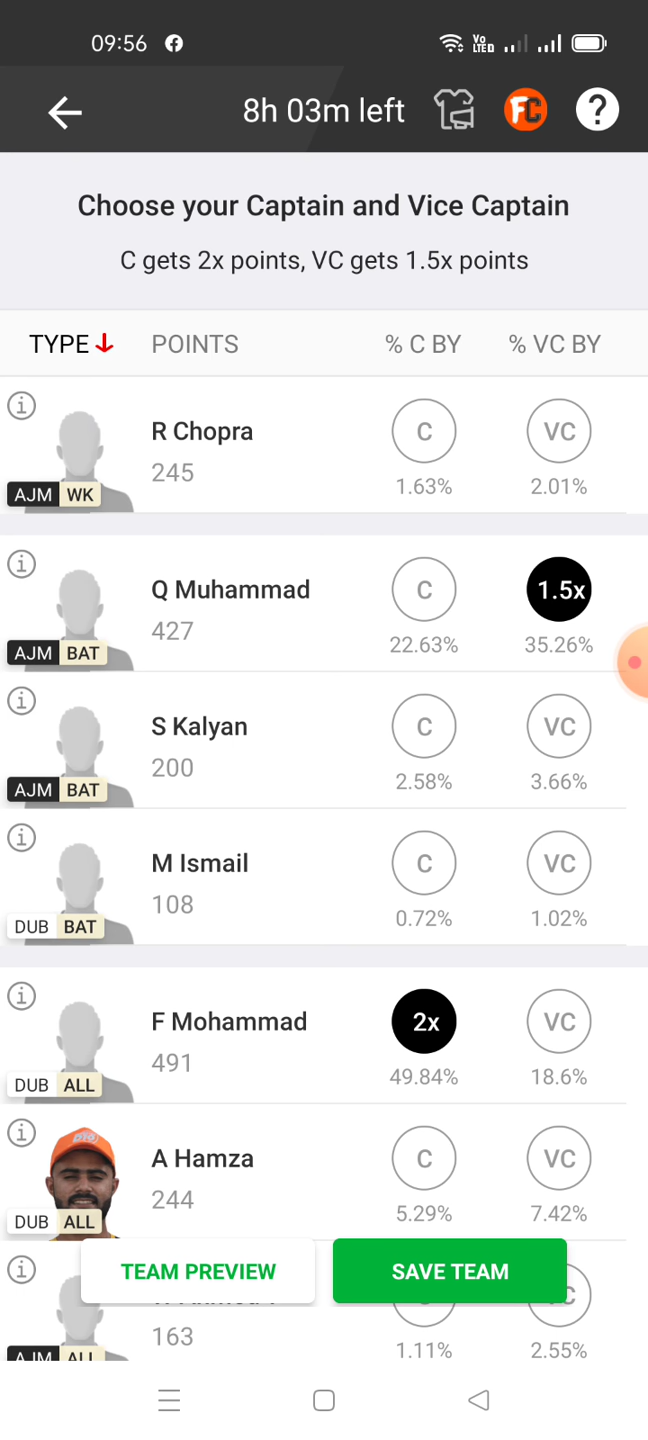 09:56
Vo LTED
8h 03m left
FC
?
Choose your Captain and Vice Captain
C gets 2x points, VC gets 1.5x points
TYPE POINTS % C BY % VC BY
R Chopra
245
AJM WK
C
1.63%
VC
2.01%
Q Muhammad
427
AJM BAT
C
22.63%
1.5x
35.26%
S Kalyan
200
AJM BAT
C
2.58%
VC
3.66%
M Ismail
108
DUB BAT
C
0.72%
VC
1.02%
F Mohammad
491
DUB ALL
2x
49.84%
VC
18.6%
A Hamza
244
DUB ALL
C
5.29%
VC
7.42%
TEAM PREVIEW
SAVE TEAM
163
AJM ALL
1.11%
2.55%